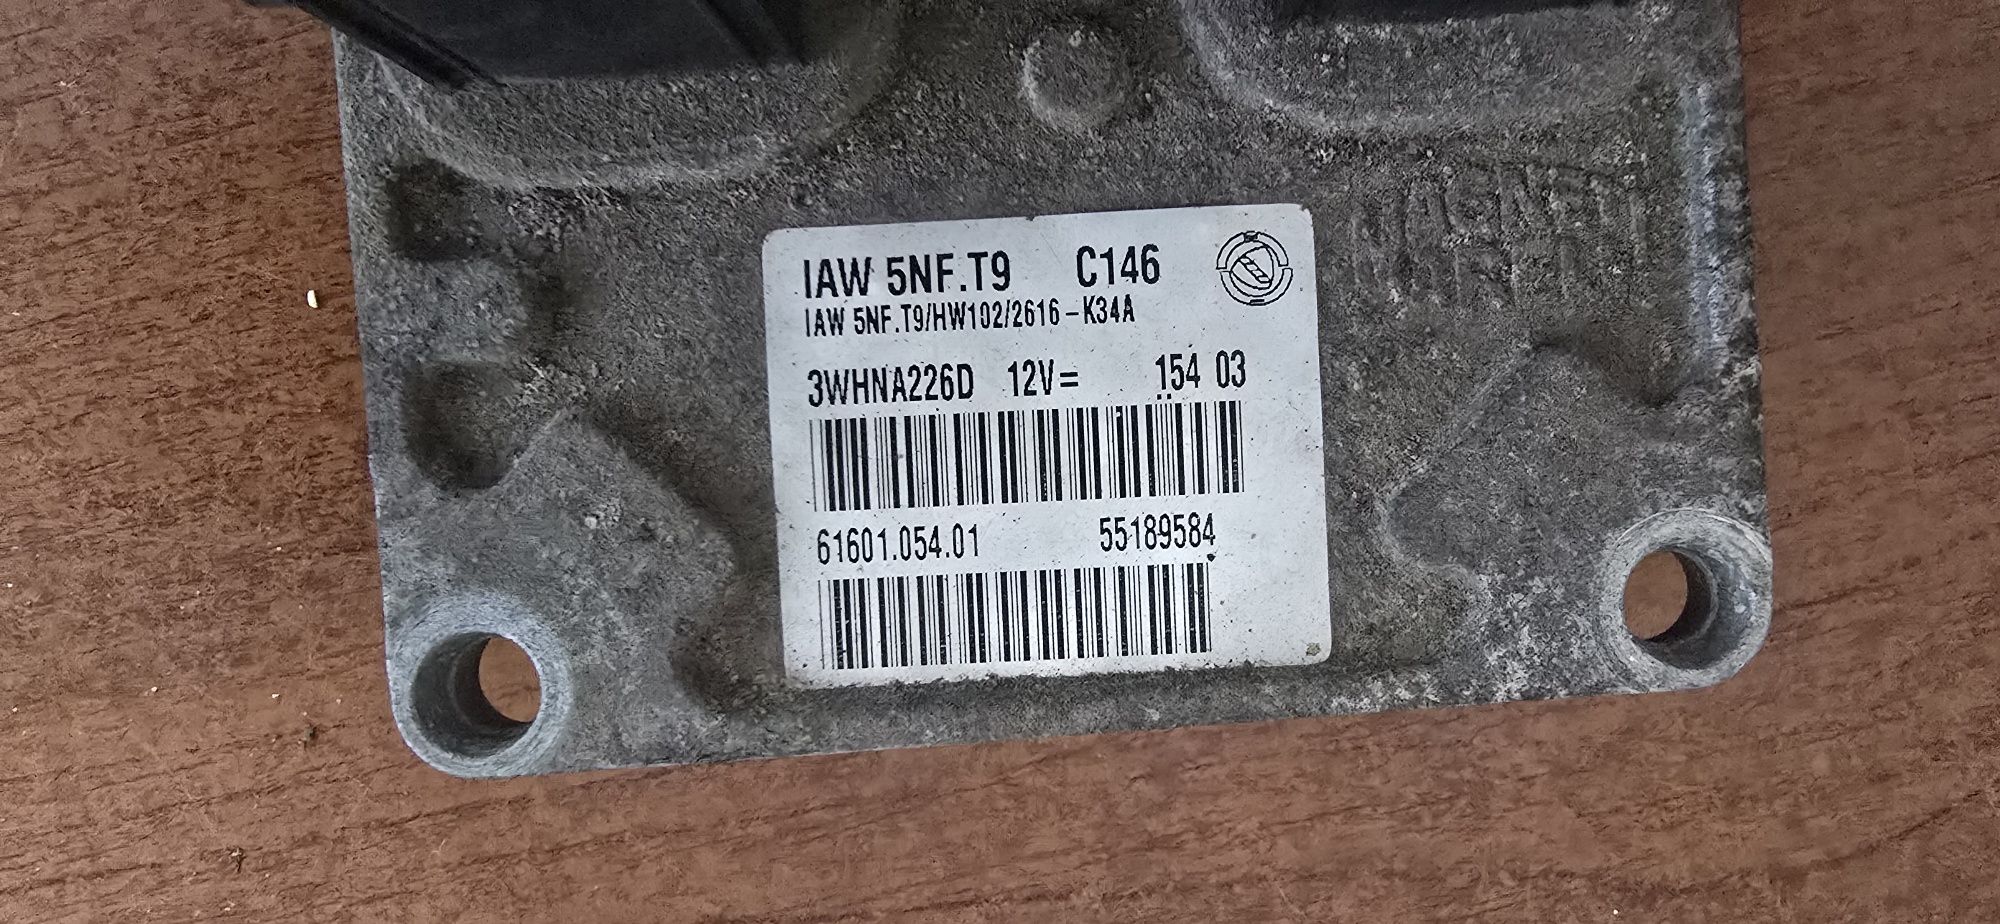 IAW 5NF.T9 C146
IAW 5NF.T9/HW102/2616-K34A
3WHNA226D 12V= 154 03
61601.054.01 55189584